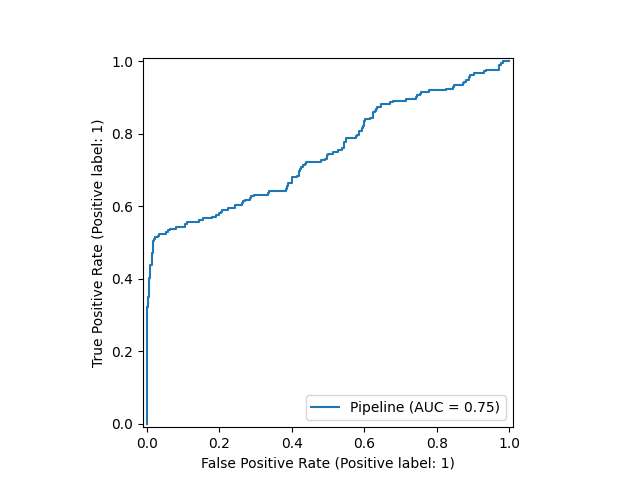 1.0
0.8
0.6
0.4
0.2
0.0
True Positive Rate (Positive label: 1)
Pipeline (AUC = 0.75)
0.0 0.2 0.4 0.6 0.8 1.0
False Positive Rate (Positive label: 1)